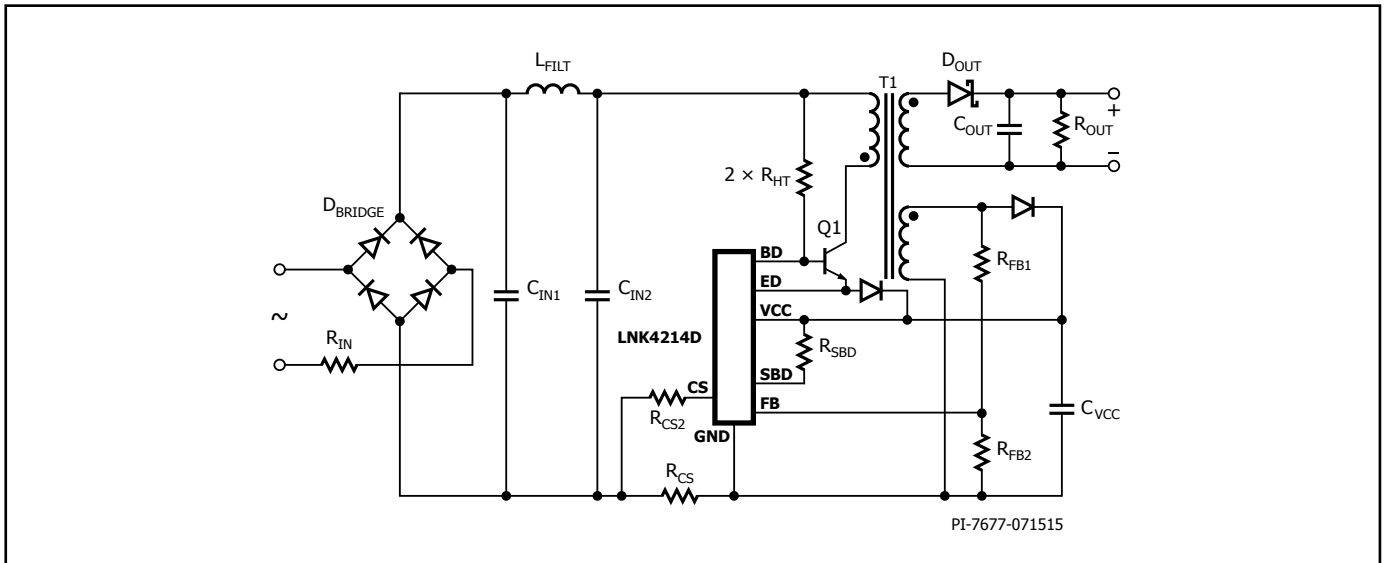 L_FILT
T1
D_OUT
C_OUT
R_OUT
+
−
2 × R_HT
D_BRIDGE
Q1
BD
ED
VCC
LNK4214D
SBD
CS
FB
GND
R_SBD
R_FB1
C_IN1
C_IN2
~
R_IN
R_CS2
C_VCC
R_FB2
R_CS
PI-7677-071515